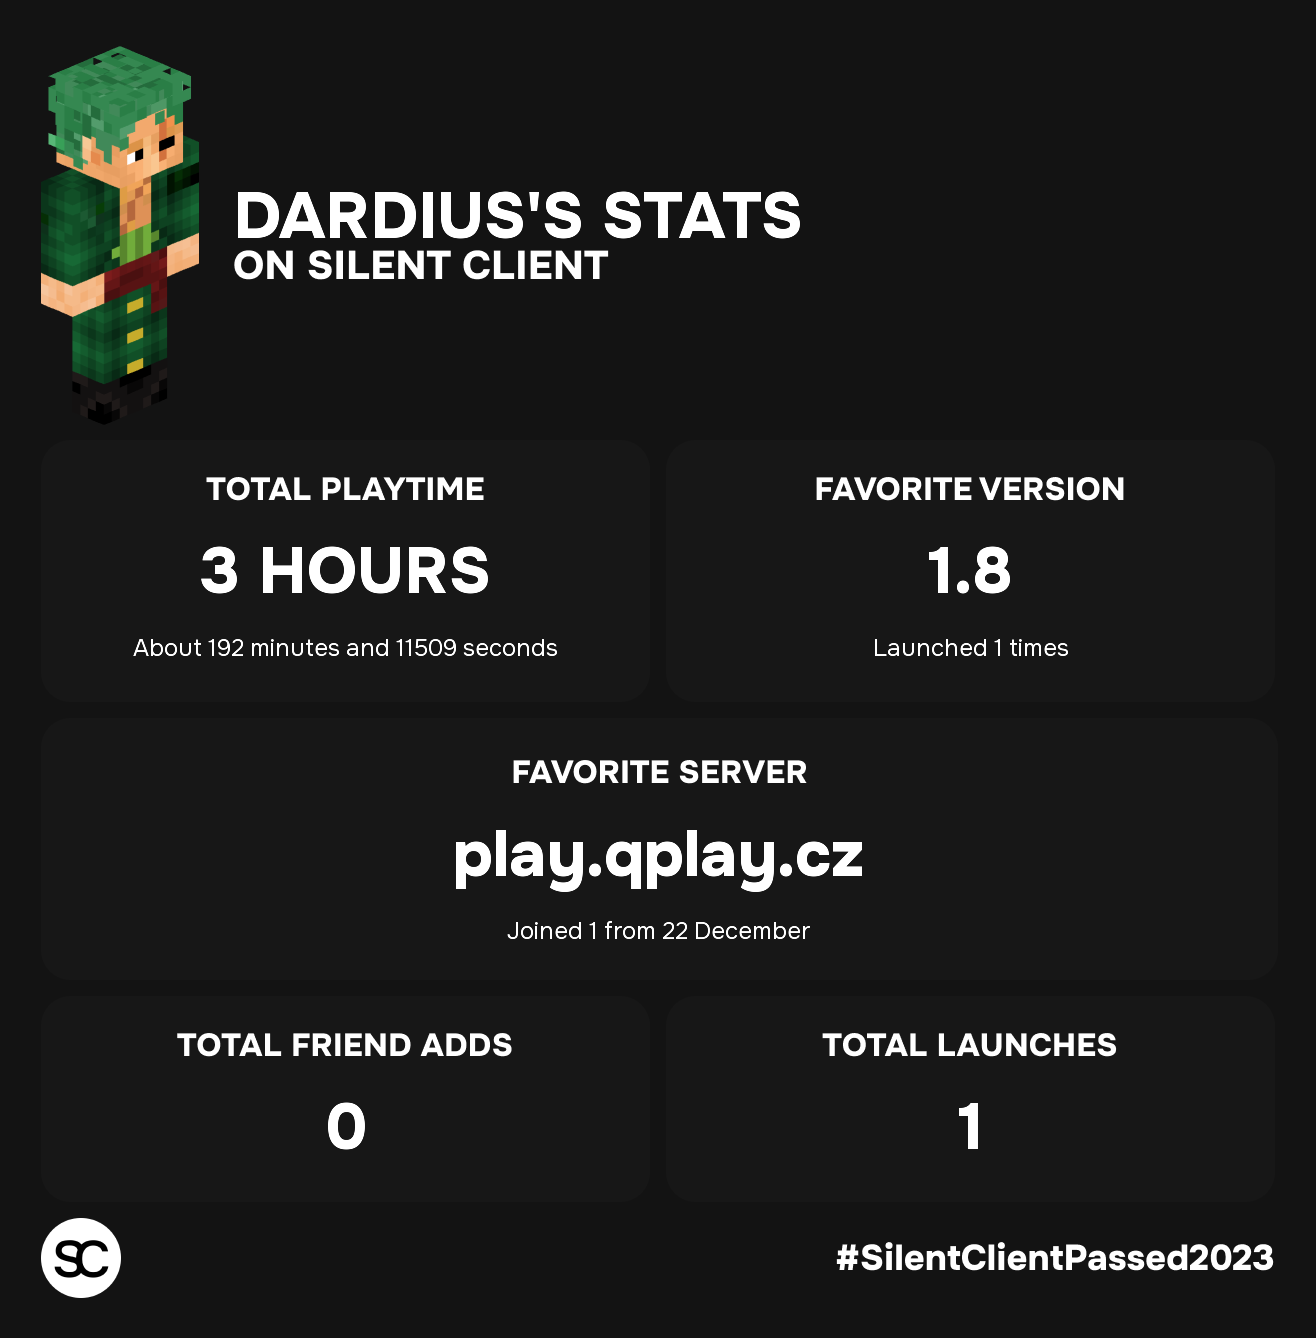 DARDIUS'S STATS
ON SILENT CLIENT
TOTAL PLAYTIME
3 HOURS
About 192 minutes and 11509 seconds
FAVORITE VERSION
1.8
Launched 1 times
FAVORITE SERVER
play.qplay.cz
Joined 1 from 22 December
TOTAL FRIEND ADDS
0
TOTAL LAUNCHES
1
SC
#SilentClientPassed2023